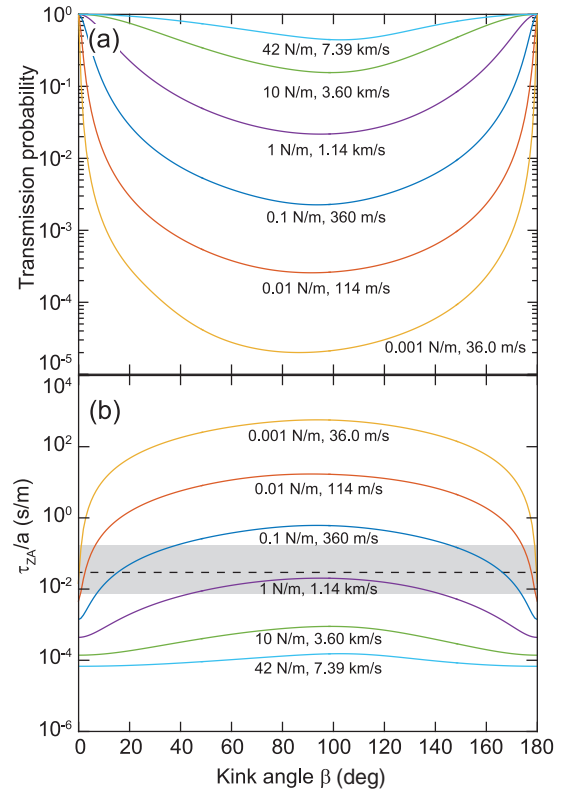 (a)
Transmission probability
10^0
10^-1
10^-2
10^-3
10^-4
10^-5
42 N/m, 7.39 km/s
10 N/m, 3.60 km/s
1 N/m, 1.14 km/s
0.1 N/m, 360 m/s
0.01 N/m, 114 m/s
0.001 N/m, 36.0 m/s
(b)
τ_ZA/a (s/m)
10^4
10^2
10^0
10^-2
10^-4
10^-6
0.001 N/m, 36.0 m/s
0.01 N/m, 114 m/s
0.1 N/m, 360 m/s
1 N/m, 1.14 km/s
10 N/m, 3.60 km/s
42 N/m, 7.39 km/s
0 20 40 60 80 100 120 140 160 180
Kink angle β (deg)